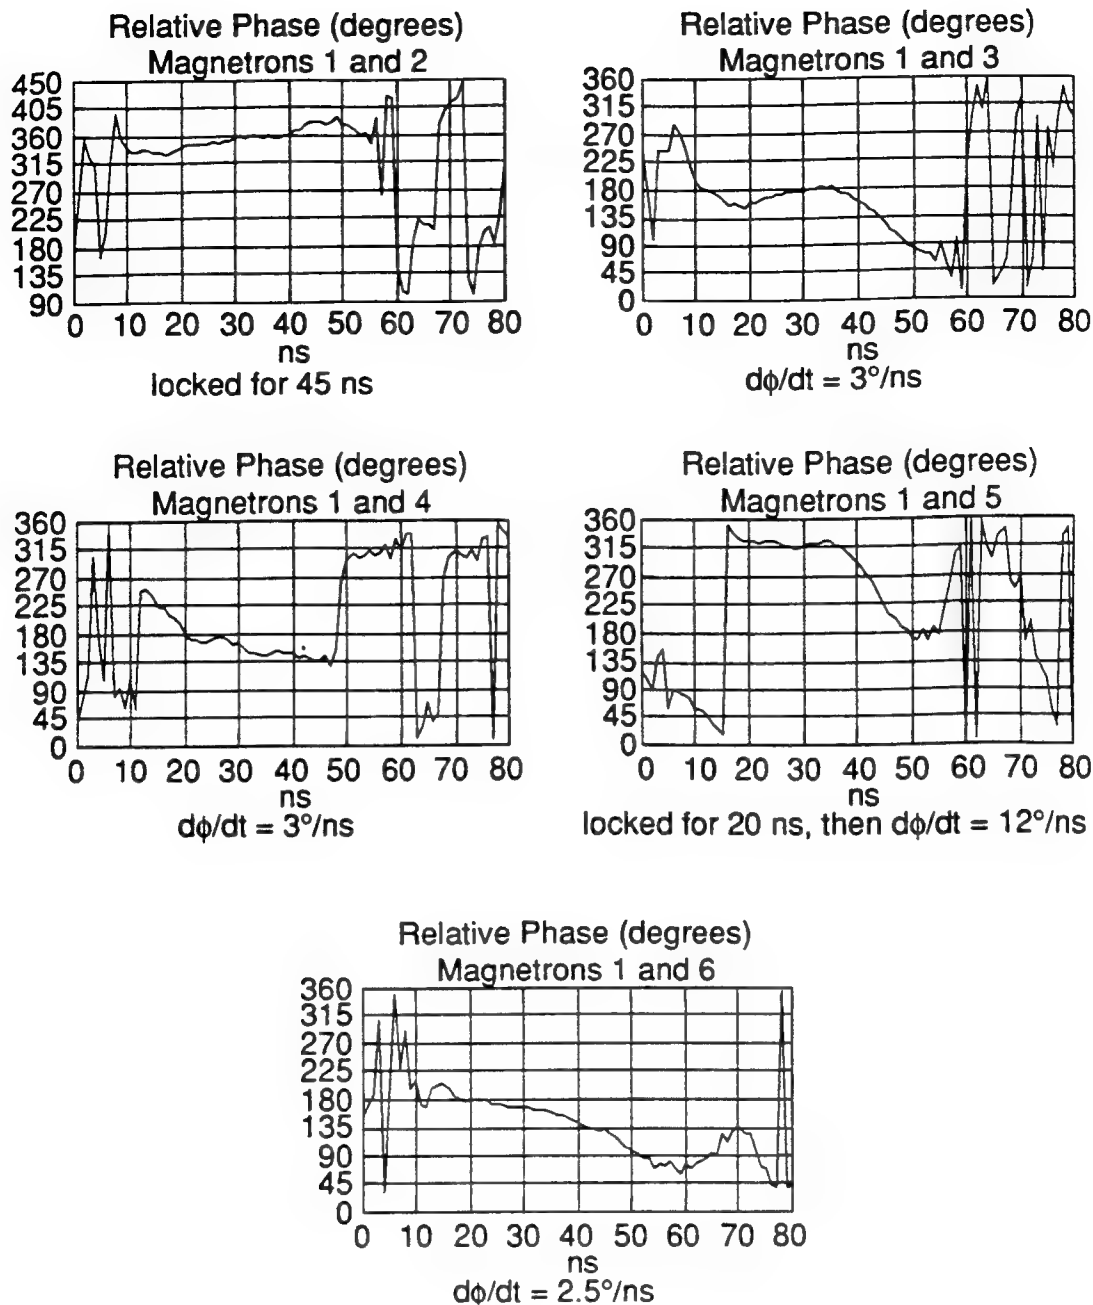 Relative Phase (degrees)
Magnetrons 1 and 2
450
405
360
315
270
225
180
135
90
0 10 20 30 40 50 60 70 80
ns
locked for 45 ns
Relative Phase (degrees)
Magnetrons 1 and 3
360
315
270
225
180
135
90
45
0
0 10 20 30 40 50 60 70 80
ns
dϕ/dt = 3°/ns
Relative Phase (degrees)
Magnetrons 1 and 4
360
315
270
225
180
135
90
45
0
0 10 20 30 40 50 60 70 80
ns
dϕ/dt = 3°/ns
Relative Phase (degrees)
Magnetrons 1 and 5
360
315
270
225
180
135
90
45
0
0 10 20 30 40 50 60 70 80
ns
locked for 20 ns, then dϕ/dt = 12°/ns
Relative Phase (degrees)
Magnetrons 1 and 6
360
315
270
225
180
135
90
45
0
0 10 20 30 40 50 60 70 80
ns
dϕ/dt = 2.5°/ns